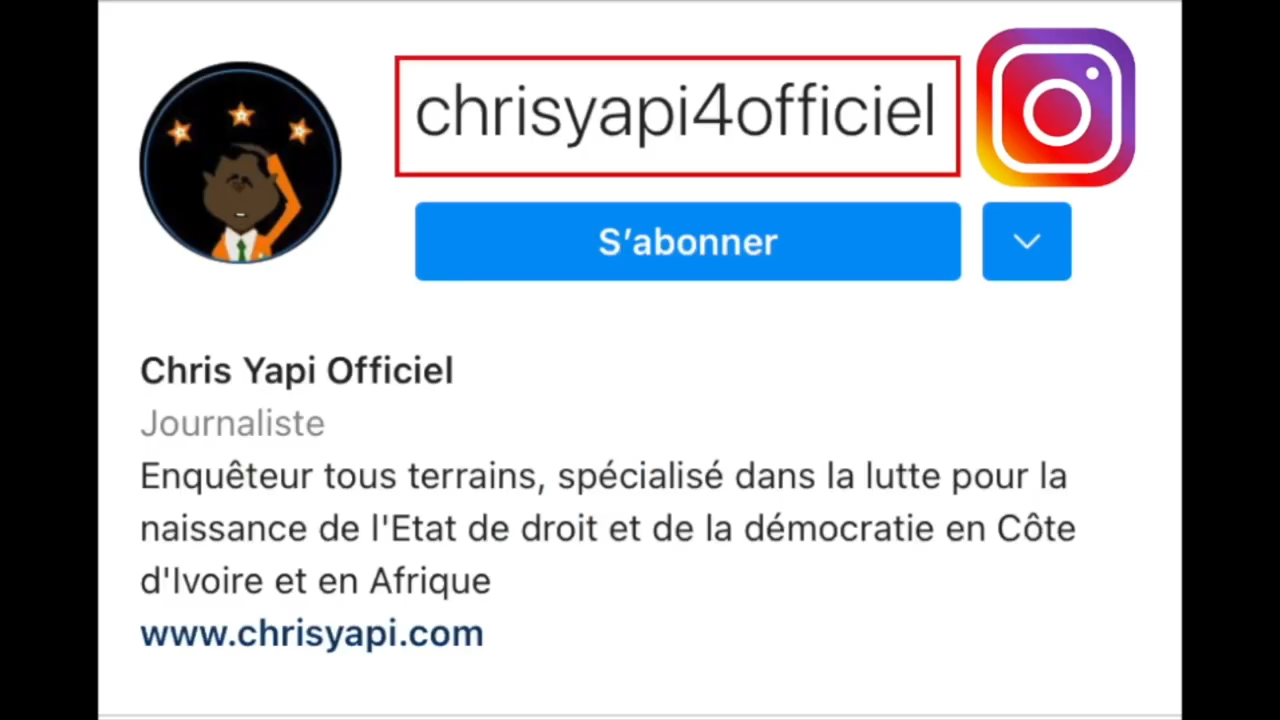 chrisyapi4officiel
S'abonner
Chris Yapi Officiel
Journaliste
Enquêteur tous terrains, spécialisé dans la lutte pour la
naissance de l'Etat de droit et de la démocratie en Côte
d'Ivoire et en Afrique
www.chrisyapi.com